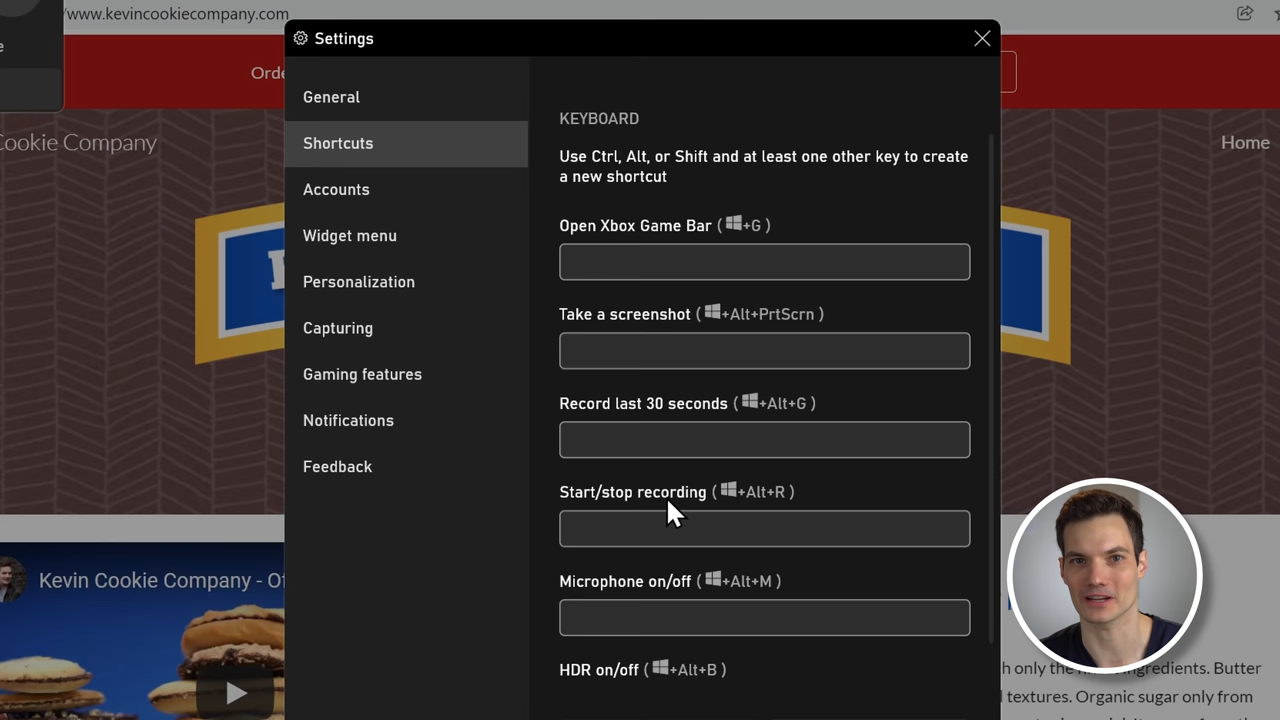 /www.kevincookiecompany.com
Settings
General
Shortcuts
Accounts
Widget menu
Personalization
Capturing
Gaming features
Notifications
Feedback
KEYBOARD
Use Ctrl, Alt, or Shift and at least one other key to create
a new shortcut
Open Xbox Game Bar ( +G )
Take a screenshot ( +Alt+PrtScrn )
Record last 30 seconds ( +Alt+G )
Start/stop recording ( +Alt+R )
Microphone on/off ( +Alt+M )
HDR on/off ( +Alt+B )
Cookie Company
Home
Kevin Cookie Company - Of
only the
ingredients. Butter
textures. Organic sugar only from